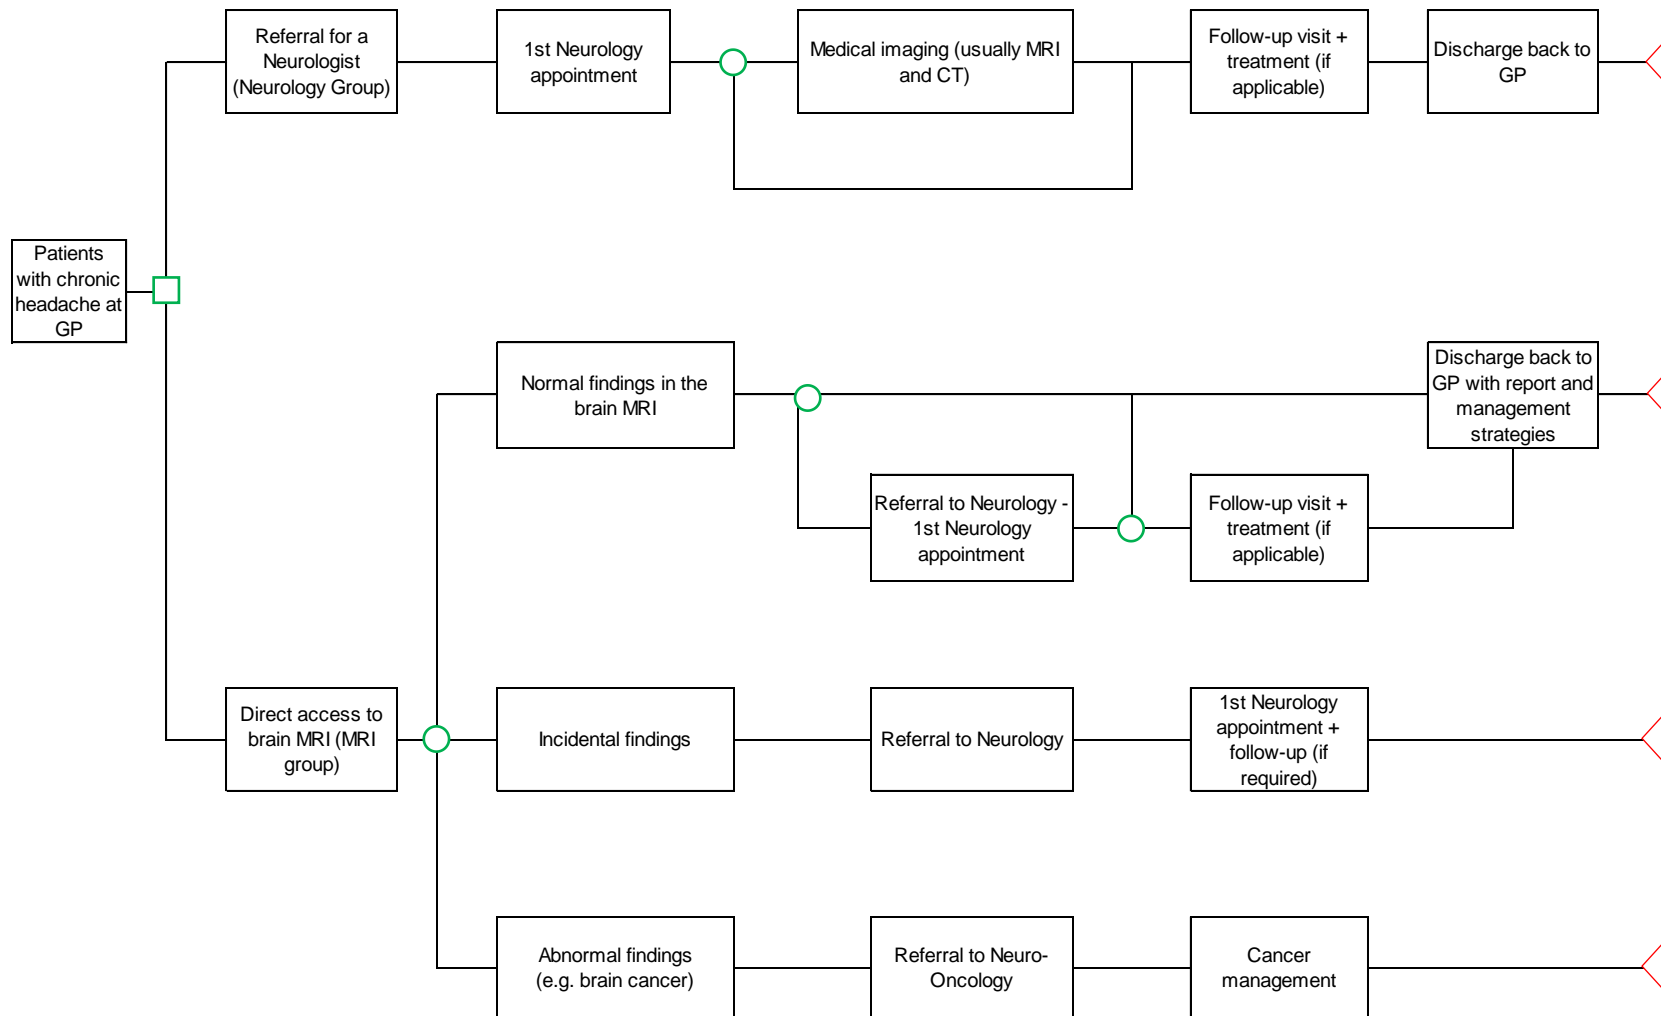 Referral for a
Neurologist
(Neurology Group)
1st Neurology
appointment
Medical imaging (usually MRI
and CT)
Follow-up visit +
treatment (if
applicable)
Discharge back to
GP
Patients
with chronic
headache at
GP
Normal findings in the
brain MRI
Discharge back to
GP with report and
management
strategies
Referral to Neurology -
1st Neurology
appointment
Follow-up visit +
treatment (if
applicable)
Direct access to
brain MRI (MRI
group)
Incidental findings
Referral to Neurology
1st Neurology
appointment +
follow-up (if
required)
Abnormal findings
(e.g. brain cancer)
Referral to Neuro-
Oncology
Cancer
management